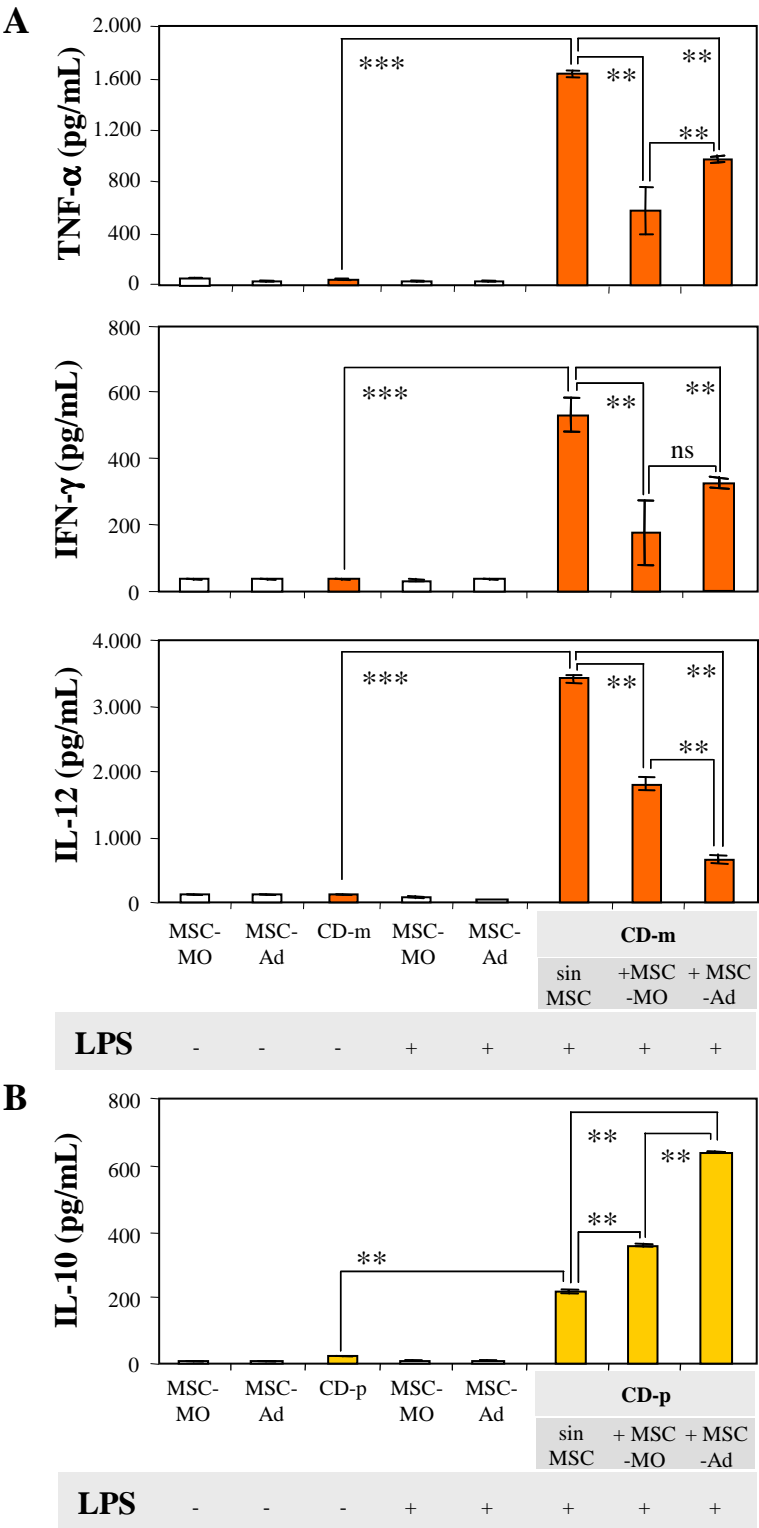 A
TNF-α (pg/mL)
2.000
1.600
1.200
800
400
0
***
**
**
**
IFN-γ (pg/mL)
800
600
400
200
0
***
**
**
ns
IL-12 (pg/mL)
4.000
3.000
2.000
1.000
0
***
**
**
**
MSC- MSC- CD-m MSC- MSC- CD-m
MO Ad MO Ad
sin +MSC + MSC
MSC -MO -Ad
LPS - - - + + + + +
B
IL-10 (pg/mL)
800
600
400
200
0
**
**
**
**
MSC- MSC- CD-p MSC- MSC- CD-p
MO Ad MO Ad
sin + MSC + MSC
MSC -MO -Ad
LPS - - - + + + + +